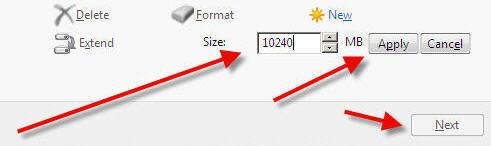 Delete Format New
Extend Size: 10240 MB Apply Cancel
Next